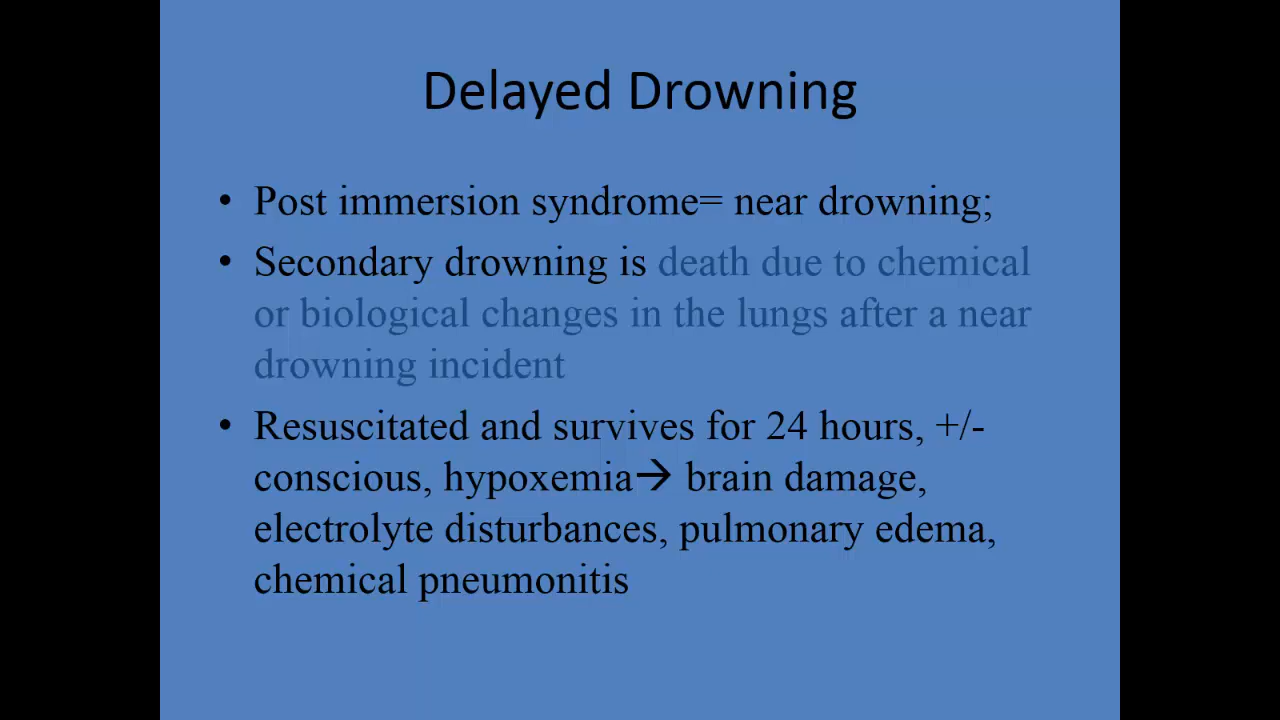 Delayed Drowning
• Post immersion syndrome= near drowning;
• Secondary drowning is death due to chemical
or biological changes in the lungs after a near
drowning incident
• Resuscitated and survives for 24 hours, +/-
conscious, hypoxemia→ brain damage,
electrolyte disturbances, pulmonary edema,
chemical pneumonitis